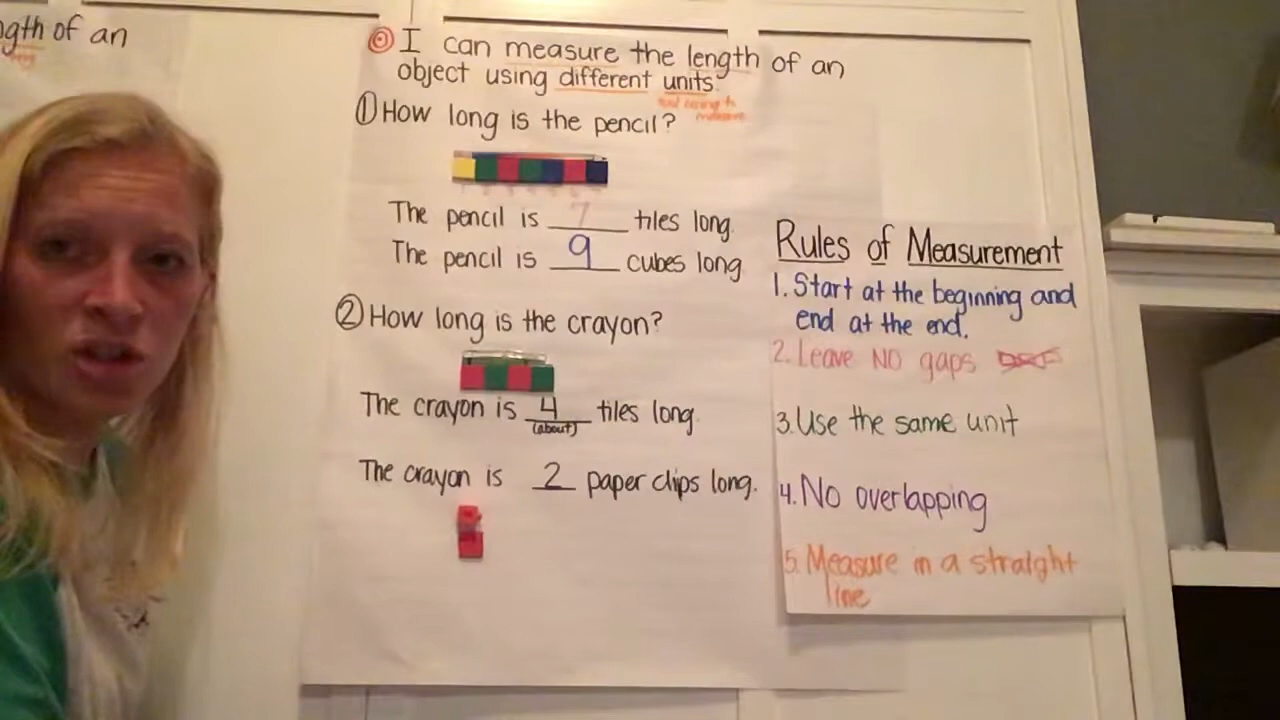 gth of an
I can measure the length of an
object using different units.
① How long is the pencil?
The pencil is 7 tiles long.
The pencil is 9 cubes long
② How long is the crayon?
The crayon is 4 tiles long.
(about)
The crayon is 2 paper clips long.
Rules of Measurement
1. Start at the beginning and
end at the end.
2. Leave NO gaps
3. Use the same unit
4. No overlapping
5. Measure in a straight
line